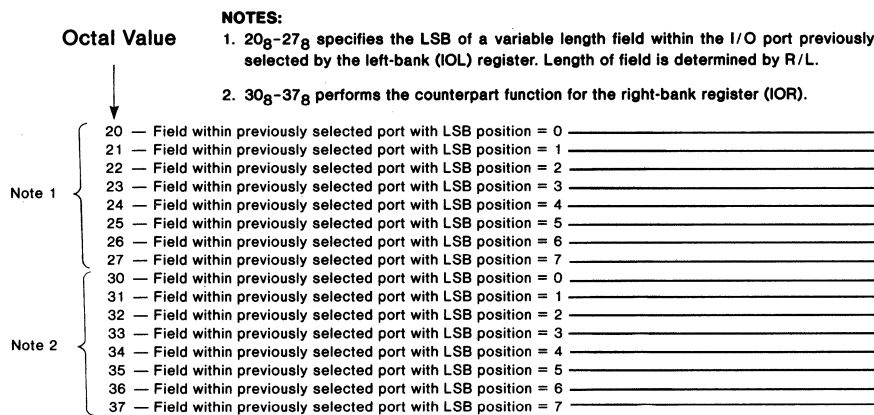 NOTES:
Octal Value
1. 20₈-27₈ specifies the LSB of a variable length field within the I/O port previously
selected by the left-bank (IOL) register. Length of field is determined by R/L.
2. 30₈-37₈ performs the counterpart function for the right-bank register (IOR).
20 — Field within previously selected port with LSB position = 0
21 — Field within previously selected port with LSB position = 1
22 — Field within previously selected port with LSB position = 2
Note 1
23 — Field within previously selected port with LSB position = 3
24 — Field within previously selected port with LSB position = 4
25 — Field within previously selected port with LSB position = 5
26 — Field within previously selected port with LSB position = 6
27 — Field within previously selected port with LSB position = 7
30 — Field within previously selected port with LSB position = 0
31 — Field within previously selected port with LSB position = 1
32 — Field within previously selected port with LSB position = 2
Note 2
33 — Field within previously selected port with LSB position = 3
34 — Field within previously selected port with LSB position = 4
35 — Field within previously selected port with LSB position = 5
36 — Field within previously selected port with LSB position = 6
37 — Field within previously selected port with LSB position = 7